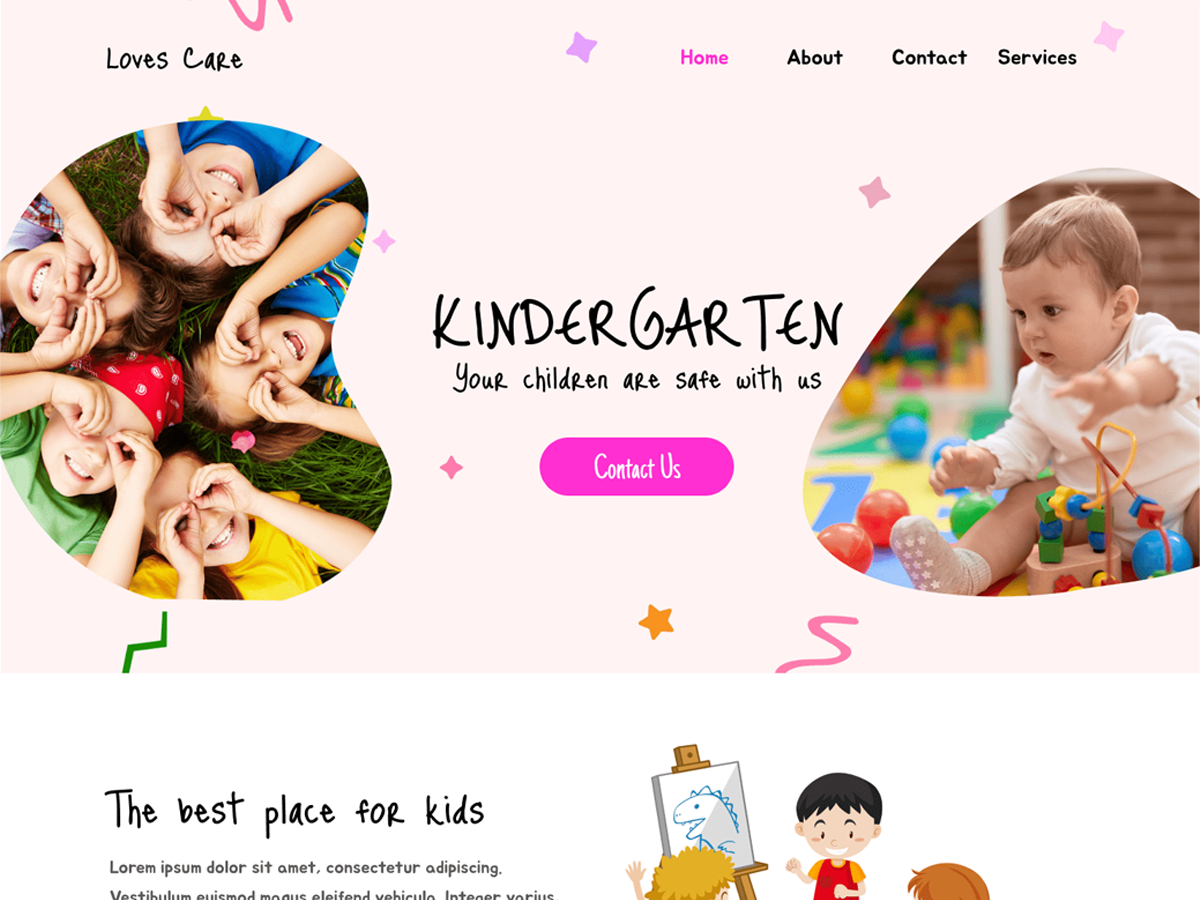 Loves Care
Home About Contact Services
KINDERGARTEN
Your children are safe with us
Contact Us
The best place for kids
Lorem ipsum dolor sit amet, consectetur adipiscing.
Vestibulum euismod magus eleifend vehicula. Integer varius